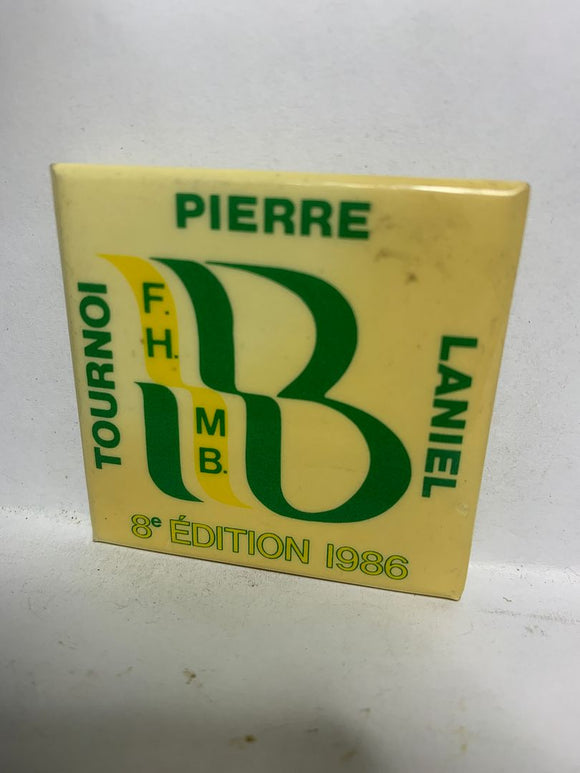 TOURNOI
PIERRE
LANIEL
F.
H.
M
B.
B
8e ÉDITION 1986